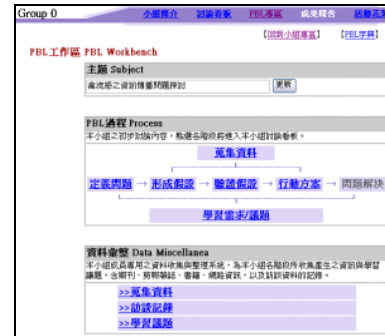 Group 0 小組簡介 討論看板 PBL專區 成果報告 活動花絮
【回到小組專區】 【PBL字典】
PBL工作區 PBL Workbench
主題 Subject
禽流感之資訊傳播問題探討 更新
PBL過程 Process
本小組之初步討論內容，點選各階段將進入本小組討論看板。
蒐集資料
定義問題 → 形成假設 → 驗證假設 → 行動方案 → 問題解決
學習需求/議題
資料彙整 Data Miscellanea
本小組成員專用之資料收集與整理系統，為本小組各階段所收集產生之資訊與學習
議題，含期刊、剪報雜誌、書籍、網路資訊，以及訪談資料的記錄。
>>蒐集資料
>>訪談記錄
>>學習議題